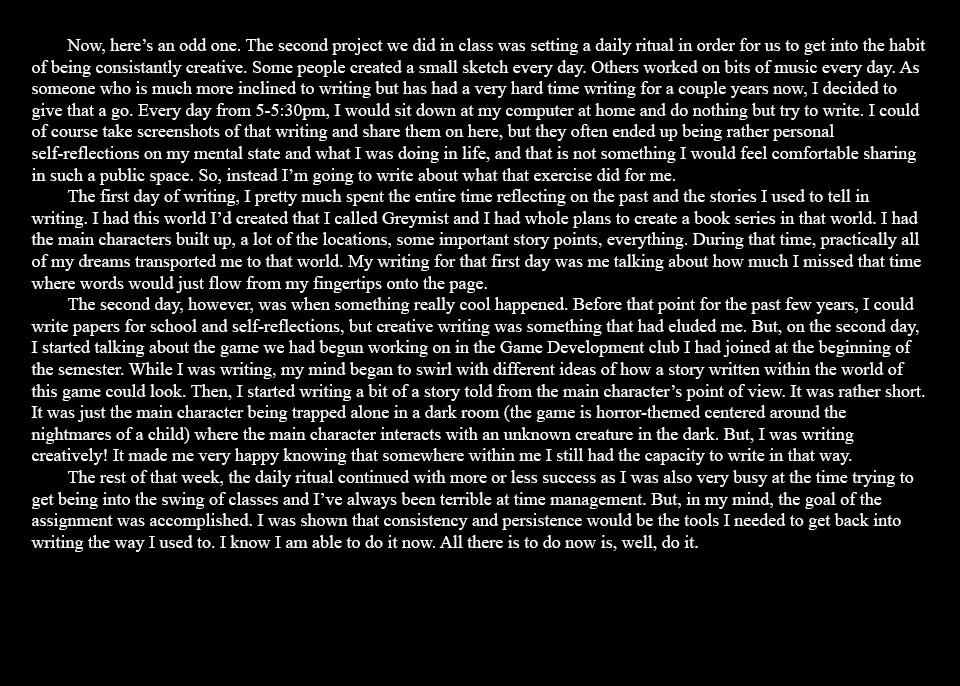 Now, here’s an odd one. The second project we did in class was setting a daily ritual in order for us to get into the habit
of being consistantly creative. Some people created a small sketch every day. Others worked on bits of music every day. As
someone who is much more inclined to writing but has had a very hard time writing for a couple years now, I decided to
give that a go. Every day from 5-5:30pm, I would sit down at my computer at home and do nothing but try to write. I could
of course take screenshots of that writing and share them on here, but they often ended up being rather personal
self-reflections on my mental state and what I was doing in life, and that is not something I would feel comfortable sharing
in such a public space. So, instead I’m going to write about what that exercise did for me.
The first day of writing, I pretty much spent the entire time reflecting on the past and the stories I used to tell in
writing. I had this world I’d created that I called Greymist and I had whole plans to create a book series in that world. I had
the main characters built up, a lot of the locations, some important story points, everything. During that time, practically all
of my dreams transported me to that world. My writing for that first day was me talking about how much I missed that time
where words would just flow from my fingertips onto the page.
The second day, however, was when something really cool happened. Before that point for the past few years, I could
write papers for school and self-reflections, but creative writing was something that had eluded me. But, on the second day,
I started talking about the game we had begun working on in the Game Development club I had joined at the beginning of
the semester. While I was writing, my mind began to swirl with different ideas of how a story written within the world of
this game could look. Then, I started writing a bit of a story told from the main character’s point of view. It was rather short.
It was just the main character being trapped alone in a dark room (the game is horror-themed centered around the
nightmares of a child) where the main character interacts with an unknown creature in the dark. But, I was writing
creatively! It made me very happy knowing that somewhere within me I still had the capacity to write in that way.
The rest of that week, the daily ritual continued with more or less success as I was also very busy at the time trying to
get being into the swing of classes and I’ve always been terrible at time management. But, in my mind, the goal of the
assignment was accomplished. I was shown that consistency and persistence would be the tools I needed to get back into
writing the way I used to. I know I am able to do it now. All there is to do now is, well, do it.